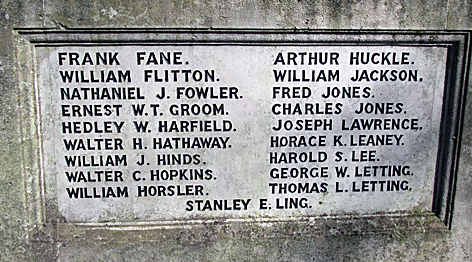 FRANK FANE.
WILLIAM FLITTON.
NATHANIEL J. FOWLER.
ERNEST W.T. GROOM.
HEDLEY W. HARFIELD.
WALTER H. HATHAWAY.
WILLIAM J. HINDS.
WALTER C. HOPKINS.
WILLIAM HORSLER.
ARTHUR HUCKLE.
WILLIAM JACKSON.
FRED JONES.
CHARLES JONES.
JOSEPH LAWRENCE.
HORACE K. LEANEY.
HAROLD S. LEE.
GEORGE W. LETTING.
THOMAS L. LETTING.
STANLEY E. LING.